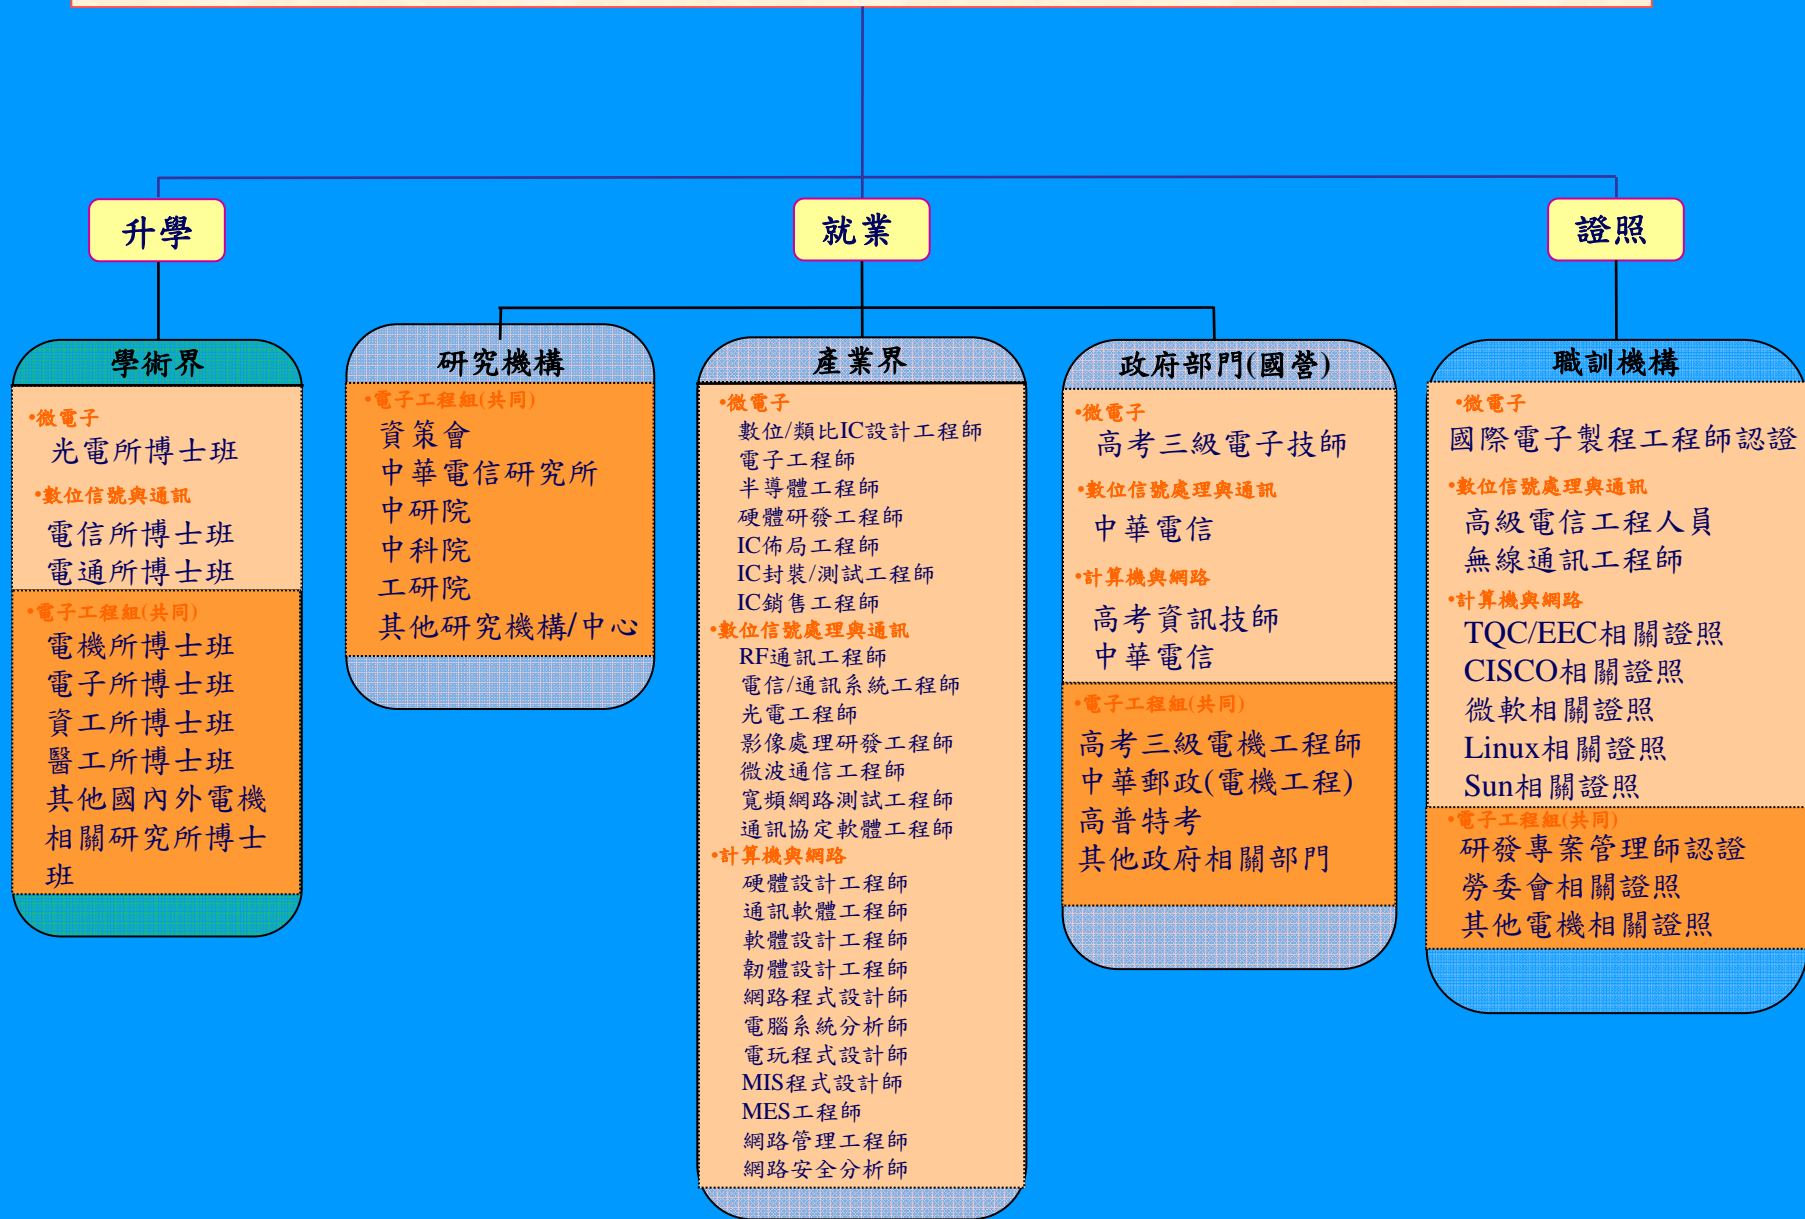 升學
就業
證照
學術界
•微電子
光電所博士班
•數位信號與通訊
電信所博士班
電通所博士班
•電子工程組(共同)
電機所博士班
電子所博士班
資工所博士班
醫工所博士班
其他國內外電機
相關研究所博士
班
研究機構
•電子工程組(共同)
資策會
中華電信研究所
中研院
中科院
工研院
其他研究機構/中心
產業界
•微電子
數位/類比IC設計工程師
電子工程師
半導體工程師
硬體研發工程師
IC佈局工程師
IC封裝/測試工程師
IC銷售工程師
•數位信號處理與通訊
RF通訊工程師
電信/通訊系統工程師
光電工程師
影像處理研發工程師
微波通信工程師
寬頻網路測試工程師
通訊協定軟體工程師
•計算機與網路
硬體設計工程師
通訊軟體工程師
軟體設計工程師
韌體設計工程師
網路程式設計師
電腦系統分析師
電玩程式設計師
MIS程式設計師
MES工程師
網路管理工程師
網路安全分析師
政府部門(國營)
•微電子
高考三級電子技師
•數位信號處理與通訊
中華電信
•計算機與網路
高考資訊技師
中華電信
•電子工程組(共同)
高考三級電機工程師
中華郵政(電機工程)
高普特考
其他政府相關部門
職訓機構
•微電子
國際電子製程工程師認證
•數位信號處理與通訊
高級電信工程人員
無線通訊工程師
•計算機與網路
TQC/EEC相關證照
CISCO相關證照
微軟相關證照
Linux相關證照
Sun相關證照
•電子工程組(共同)
研發專案管理師認證
勞委會相關證照
其他電機相關證照